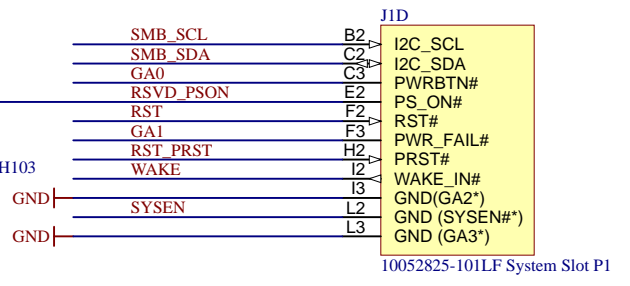 J1D
SMB_SCL B2 I2C_SCL
SMB_SDA C2 I2C_SDA
GA0 C3 PWRBTN#
RSVD_PSON E2 PS_ON#
RST F2 RST#
GA1 F3 PWR_FAIL#
RST_PRST H2 PRST#
H103 WAKE I2 WAKE_IN#
GND I3 GND(GA2*)
SYSEN L2 GND (SYSEN#*)
GND L3 GND (GA3*)
10052825-101LF System Slot P1